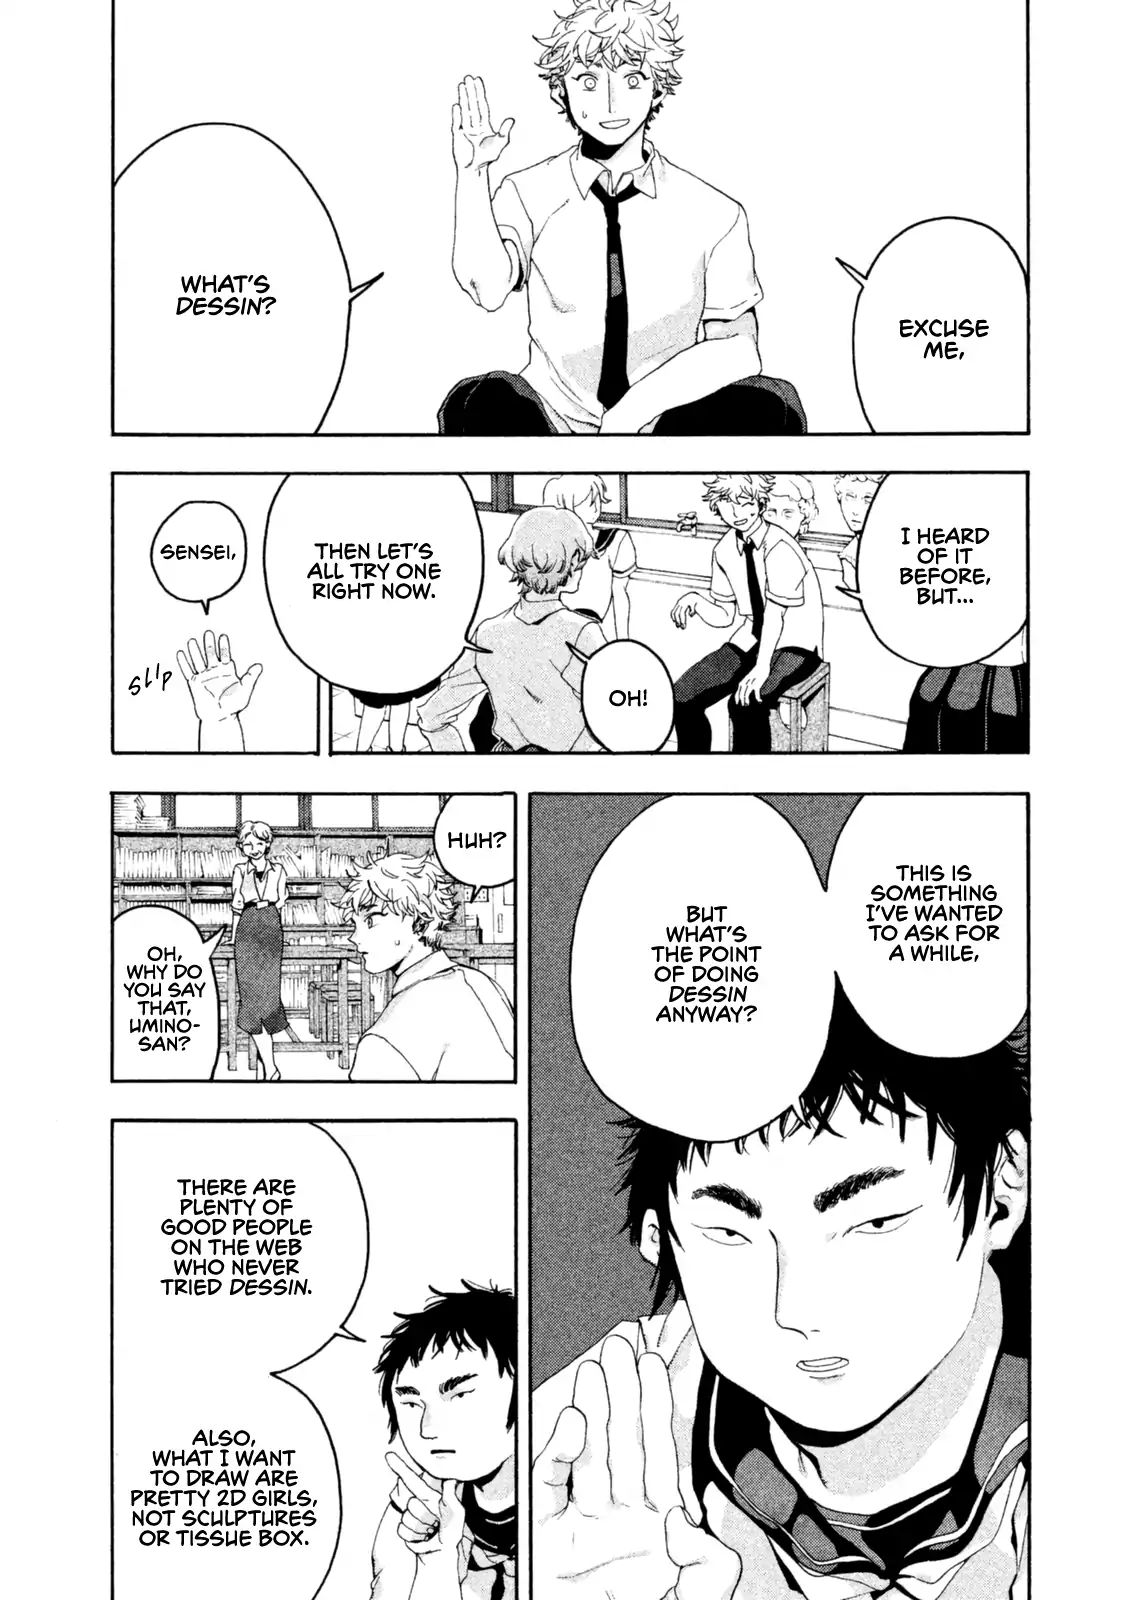 EXCUSE
ME,
WHAT'S
DESSIN?
I HEARD
OF IT
BEFORE,
BUT...
OH!
THEN LET'S
ALL TRY ONE
RIGHT NOW.
SENSEI,
SLIP
THIS IS
SOMETHING
I'VE WANTED
TO ASK FOR
A WHILE,
BUT
WHAT'S
THE POINT
OF DOING
DESSIN
ANYWAY?
HUH?
OH,
WHY DO
YOU SAY
THAT,
UMINO-
SAN?
THERE ARE
PLENTY OF
GOOD PEOPLE
ON THE WEB
WHO NEVER
TRIED DESSIN.
ALSO,
WHAT I WANT
TO DRAW ARE
PRETTY 2D GIRLS,
NOT SCULPTURES
OR TISSUE BOX.